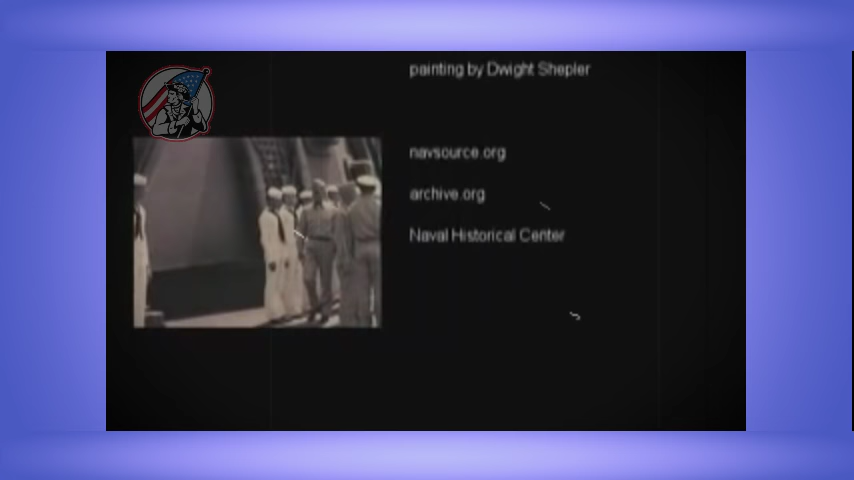 painting by Dwight Shepler
navsource.org
archive.org
Naval Historical Center